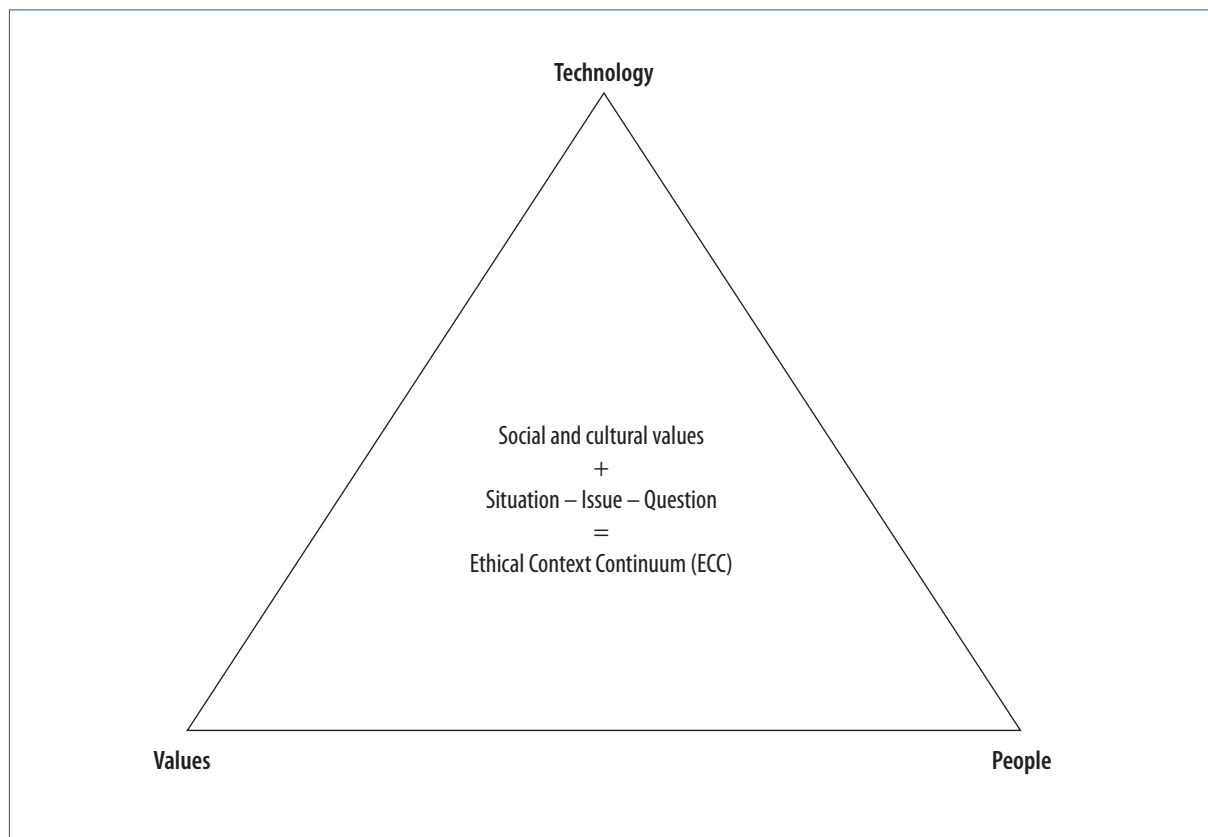 Technology
Social and cultural values
+
Situation – Issue – Question
=
Ethical Context Continuum (ECC)
Values
People